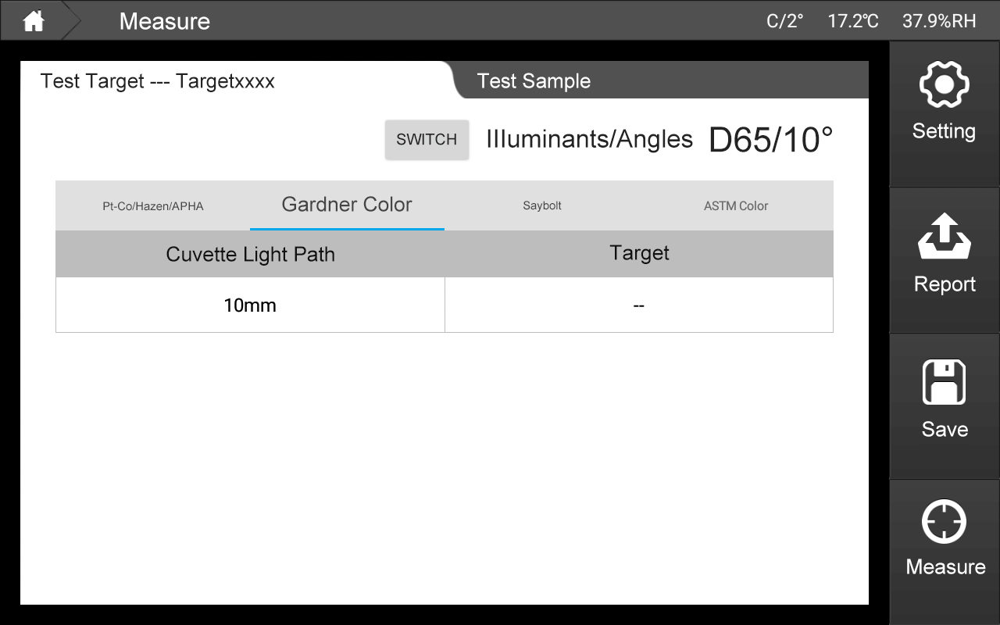 Measure
C/2° 17.2℃ 37.9%RH
Test Target --- Targetxxxx
Test Sample
SWITCH
Illuminants/Angles D65/10°
Pt-Co/Hazen/APHA
Gardner Color
Saybolt
ASTM Color
Cuvette Light Path
Target
10mm
--
Setting
Report
Save
Measure